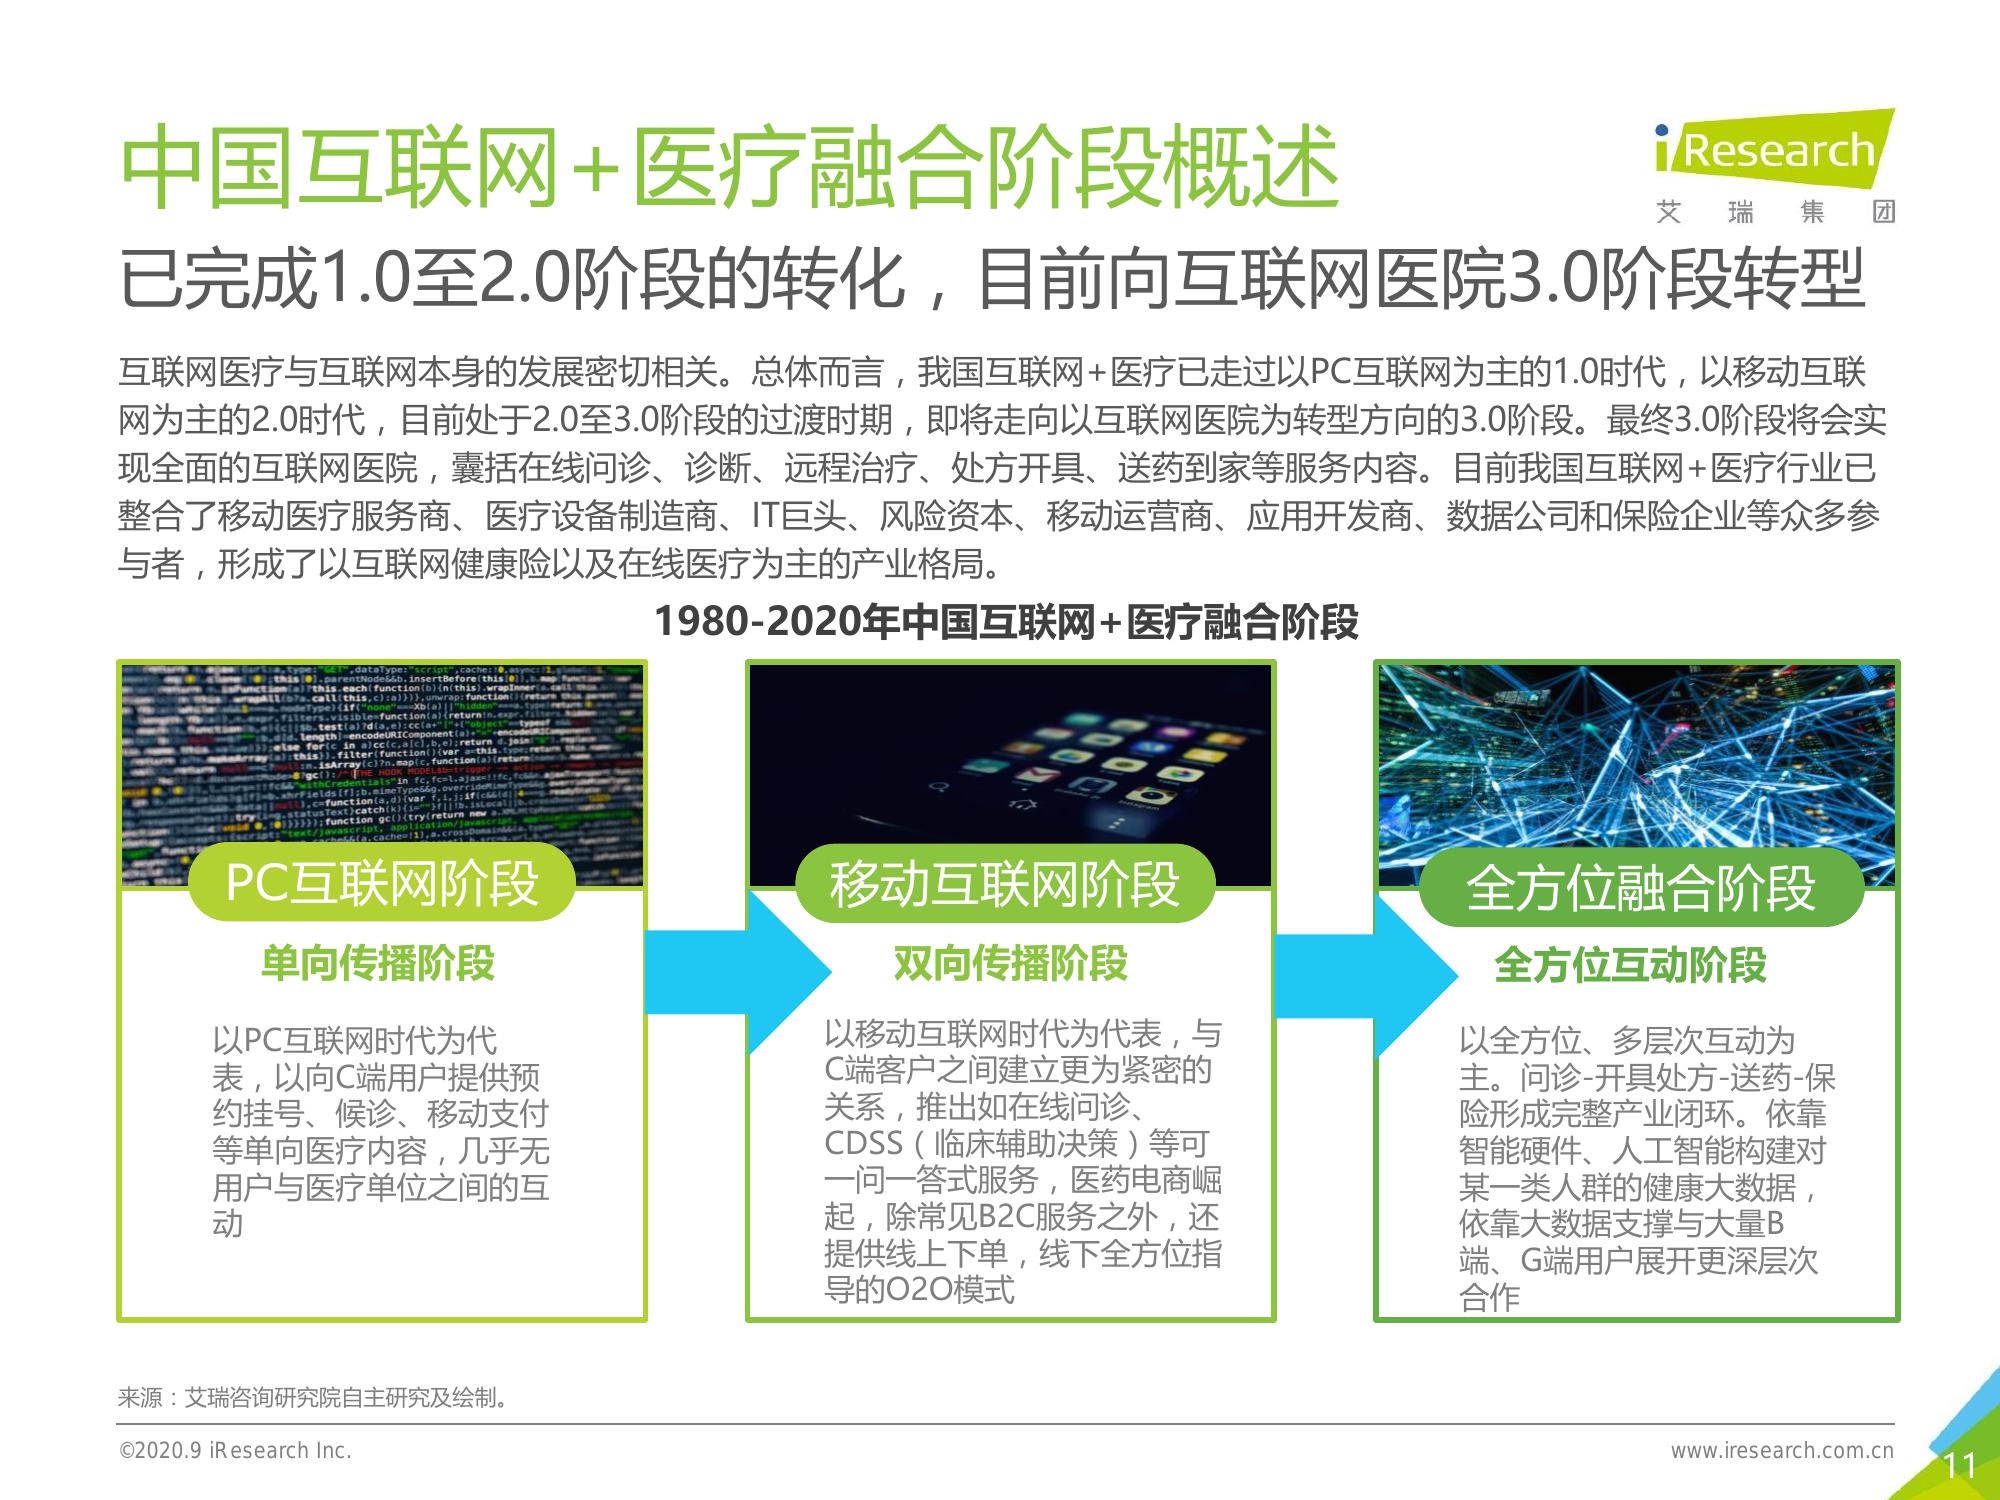 中国互联网+医疗融合阶段概述
iResearch
艾瑞集团
已完成1.0至2.0阶段的转化，目前向互联网医院3.0阶段转型
互联网医疗与互联网本身的发展密切相关。总体而言，我国互联网+医疗已走过以PC互联网为主的1.0时代，以移动互联
网为主的2.0时代，目前处于2.0至3.0阶段的过渡时期，即将走向以互联网医院为转型方向的3.0阶段。最终3.0阶段将会实
现全面的互联网医院，囊括在线问诊、诊断、远程治疗、处方开具、送药到家等服务内容。目前我国互联网+医疗行业已
整合了移动医疗服务商、医疗设备制造商、IT巨头、风险资本、移动运营商、应用开发商、数据公司和保险企业等众多参
与者，形成了以互联网健康险以及在线医疗为主的产业格局。
1980-2020年中国互联网+医疗融合阶段
PC互联网阶段
单向传播阶段
以PC互联网时代为代
表，以向C端用户提供预
约挂号、候诊、移动支付
等单向医疗内容，几乎无
用户与医疗单位之间的互
动
移动互联网阶段
双向传播阶段
以移动互联网时代为代表，与
C端客户之间建立更为紧密的
关系，推出如在线问诊、
CDSS（临床辅助决策）等可
一问一答式服务，医药电商崛
起，除常见B2C服务之外，还
提供线上下单，线下全方位指
导的O2O模式
全方位融合阶段
全方位互动阶段
以全方位、多层次互动为
主。问诊-开具处方-送药-保
险形成完整产业闭环。依靠
智能硬件、人工智能构建对
某一类人群的健康大数据，
依靠大数据支撑与大量B
端、G端用户展开更深层次
合作
来源：艾瑞咨询研究院自主研究及绘制。
©2020.9 iResearch Inc.
www.iresearch.com.cn
11